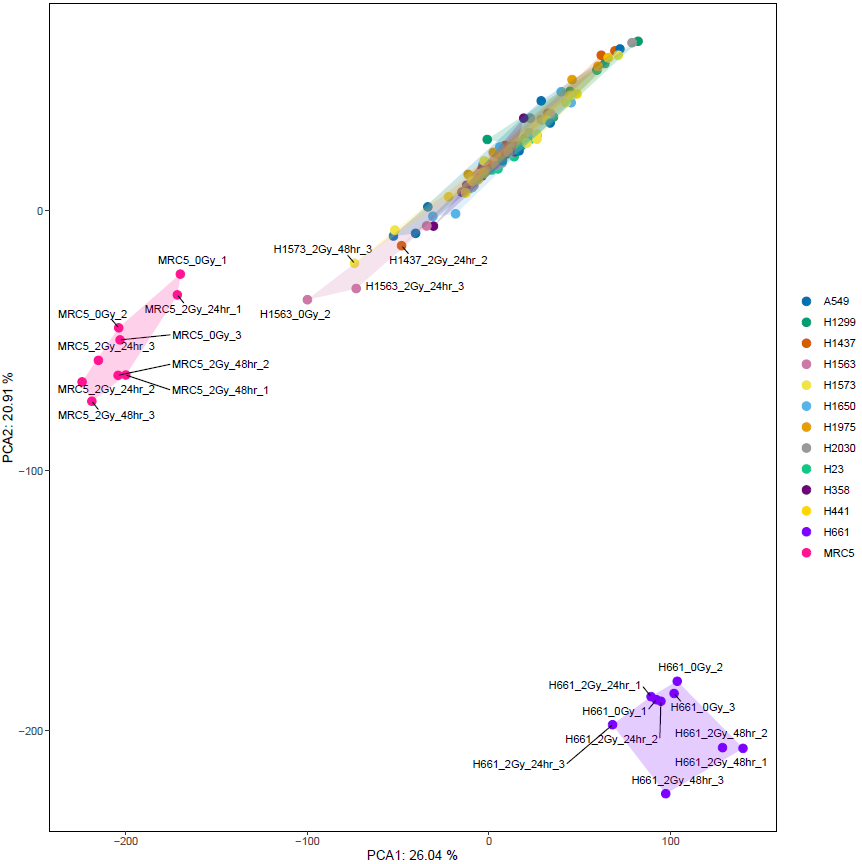 0
−100
−200
PCA2: 20.91 %
−200
−100
0
100
PCA1: 26.04 %
H1573_2Gy_48hr_3
H1437_2Gy_24hr_2
H1563_2Gy_24hr_3
H1563_0Gy_2
MRC5_0Gy_1
MRC5_2Gy_24hr_1
MRC5_0Gy_2
MRC5_0Gy_3
MRC5_2Gy_24hr_3
MRC5_2Gy_48hr_2
MRC5_2Gy_24hr_2
MRC5_2Gy_48hr_1
MRC5_2Gy_48hr_3
H661_0Gy_2
H661_2Gy_24hr_1
H661_0Gy_3
H661_0Gy_1
H661_2Gy_48hr_2
H661_2Gy_24hr_2
H661_2Gy_24hr_3
H661_2Gy_48hr_1
H661_2Gy_48hr_3
A549
H1299
H1437
H1563
H1573
H1650
H1975
H2030
H23
H358
H441
H661
MRC5